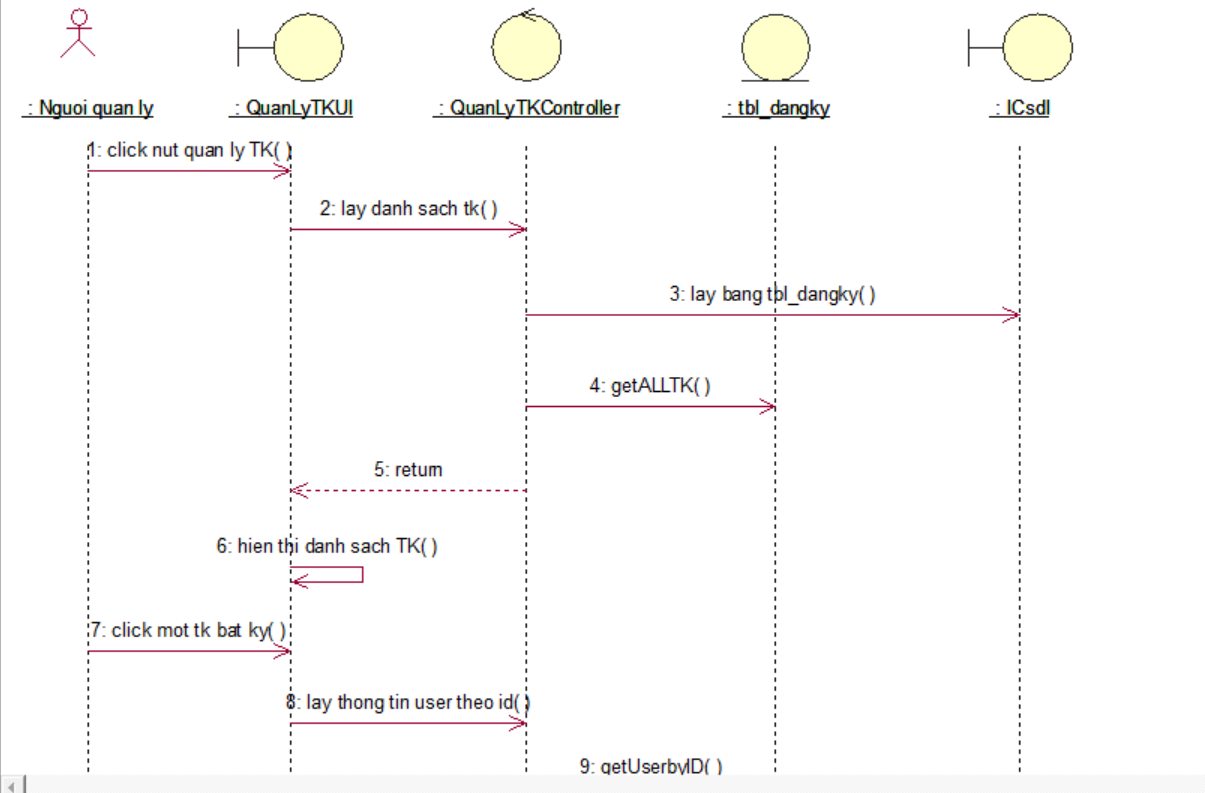 : Nguoi quan ly
: QuanLyTKUI
: QuanLyTKController
: tbl_dangky
: ICsdl
1: click nut quan ly TK( )
2: lay danh sach tk( )
3: lay bang tbl_dangky( )
4: getALLTK( )
5: return
6: hien thi danh sach TK( )
7: click mot tk bat ky( )
8: lay thong tin user theo id( )
9: getUserbyID( )